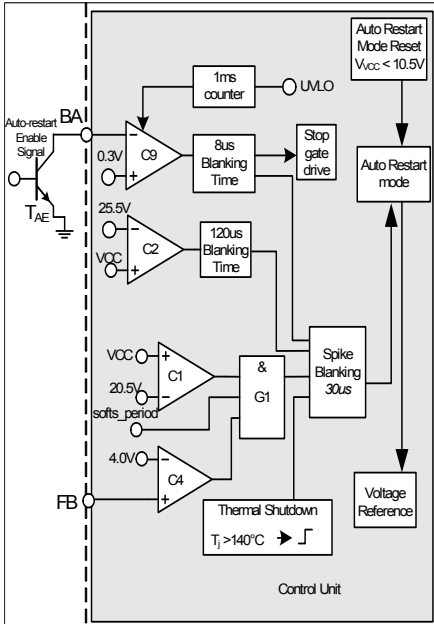 Auto Restart
Mode Reset
VVCC < 10.5V
1ms
counter
UVLO
BA
Auto-restart
Enable
Signal
TAE
0.3V
−
+
C9
8us
Blanking
Time
Stop
gate
drive
Auto Restart
mode
25.5V
VCC
−
+
C2
120us
Blanking
Time
VCC
20.5V
+
−
C1
softs_period
&
G1
Spike
Blanking
30us
4.0V
FB
−
+
C4
Thermal Shutdown
Tj >140°C
Voltage
Reference
Control Unit